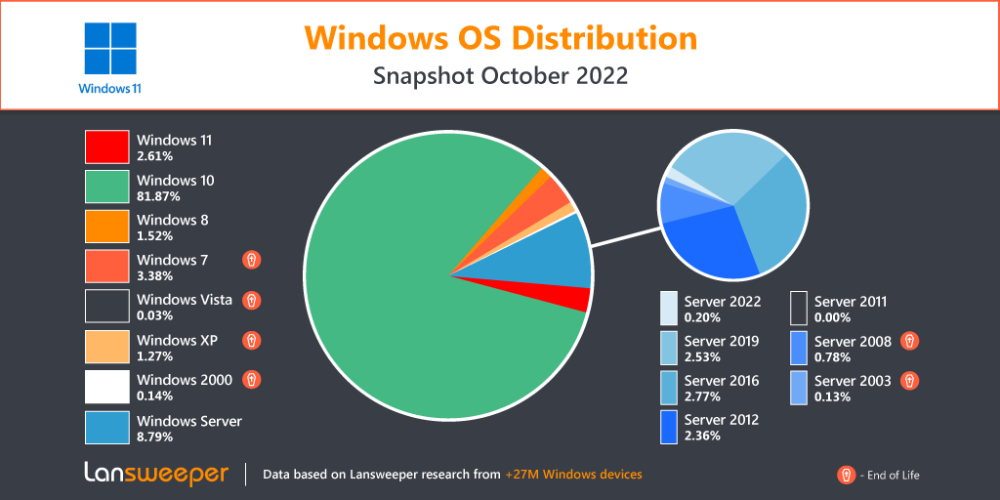 Windows 11
Windows OS Distribution
Snapshot October 2022
Windows 11
2.61%
Windows 10
81.87%
Windows 8
1.52%
Windows 7
3.38%
Windows Vista
0.03%
Windows XP
1.27%
Windows 2000
0.14%
Windows Server
8.79%
Server 2022
0.20%
Server 2019
2.53%
Server 2016
2.77%
Server 2012
2.36%
Server 2011
0.00%
Server 2008
0.78%
Server 2003
0.13%
Lansweeper
Data based on Lansweeper research from +27M Windows devices
- End of Life